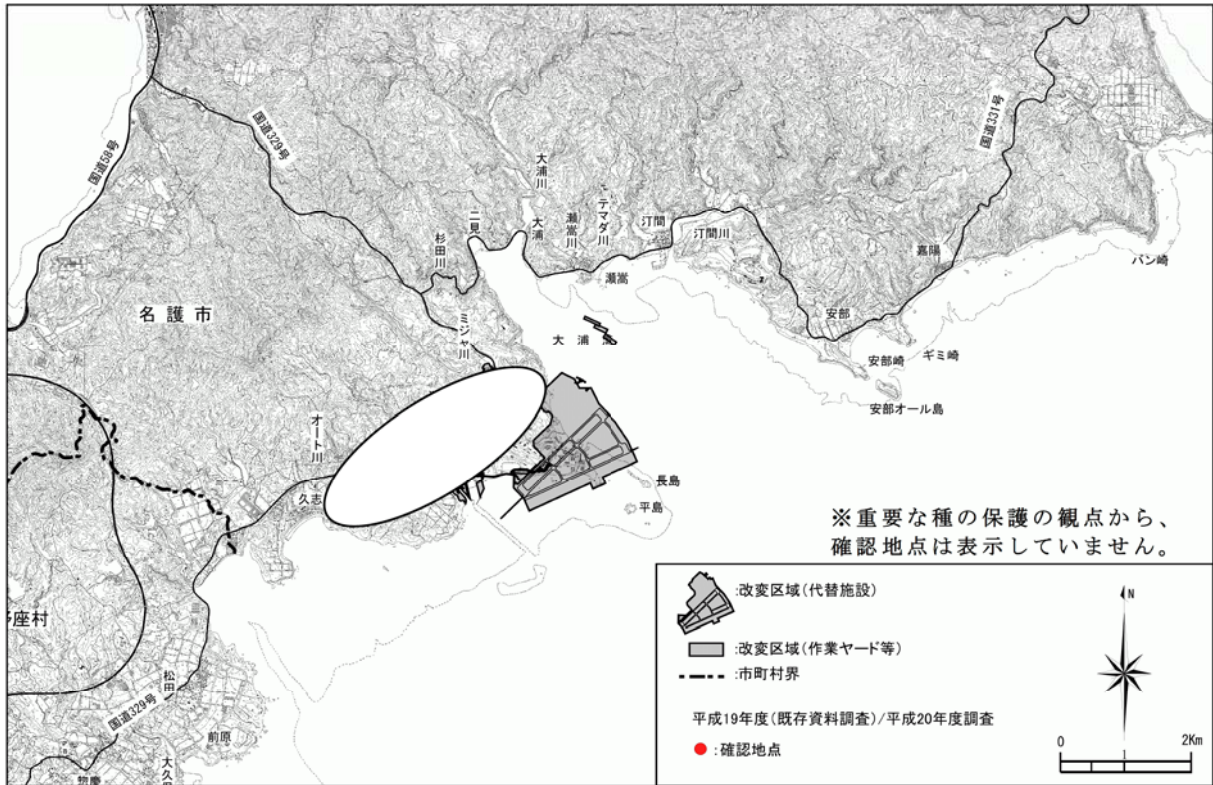 国道58号
国道329号
国道331号
大浦川
二見
大浦
瀬嵩川
テマダ川
汀間
汀間川
杉田川
瀬嵩
嘉陽
バン崎
名護市
ミジャ川
大浦
安部
安部崎
ギミ崎
安部オール島
オート川
久志
長島
平島
※重要な種の保護の観点から、
確認地点は表示していません。
座村
松田
国道329号
前原
惣慶
:改変区域(代替施設)
:改変区域(作業ヤード等)
:市町村界
平成19年度(既存資料調査)/平成20年度調査
:確認地点
N
0 1 2Km